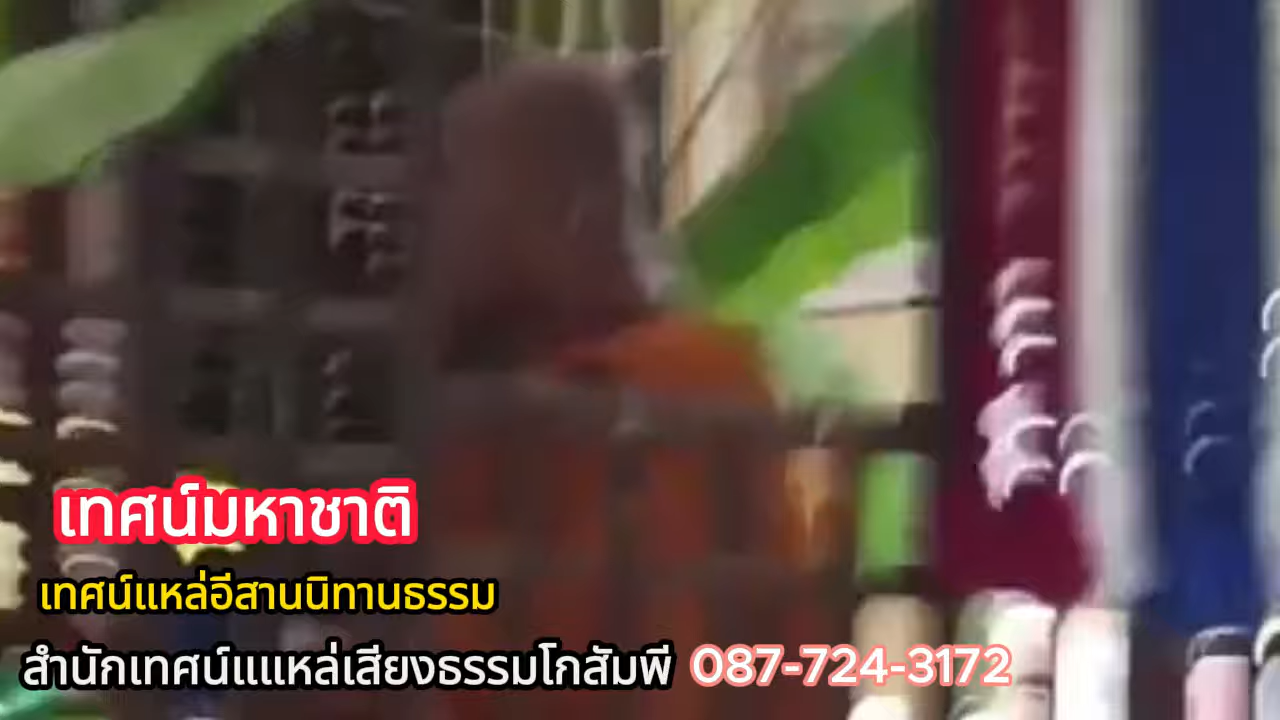 เทศน์มหาชาติ
เทศน์แหล่อีสานนิทานธรรม
สำนักเทศน์แแหล่เสียงธรรมโกสัมพี 087-724-3172